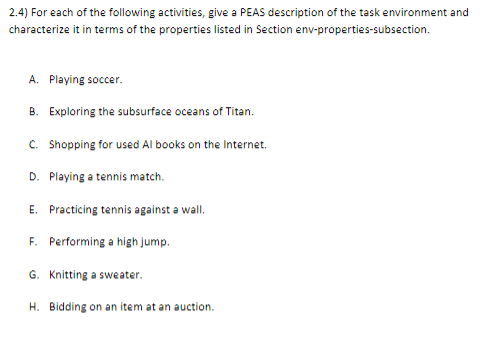 2.4) For each of the following activities, give a PEAS description of the task environment and
characterize it in terms of the properties listed in Section env-properties-subsection.
A. Playing soccer.
B. Exploring the subsurface oceans of Titan.
C. Shopping for used AI books on the Internet.
D. Playing a tennis match.
E. Practicing tennis against a wall.
F. Performing a high jump.
G. Knitting a sweater.
H. Bidding on an item at an auction.